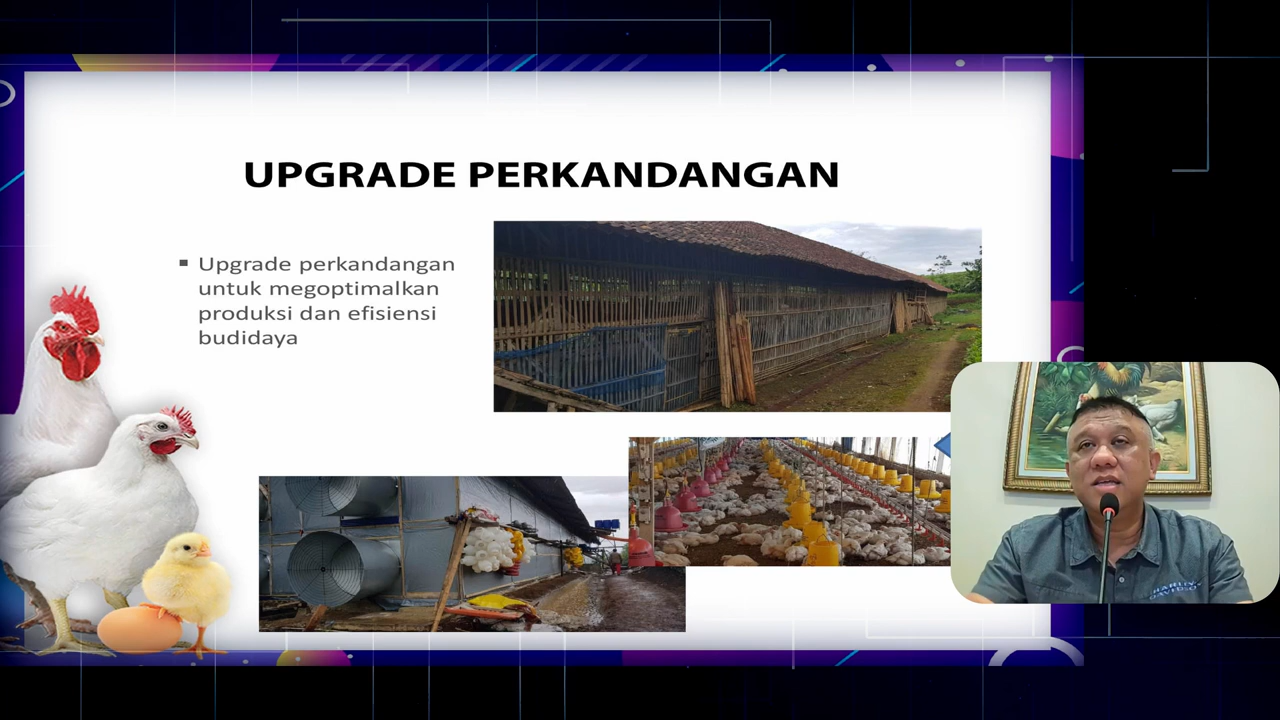 UPGRADE PERKANDANGAN
▪ Upgrade perkandangan
untuk megoptimalkan
produksi dan efisiensi
budidaya